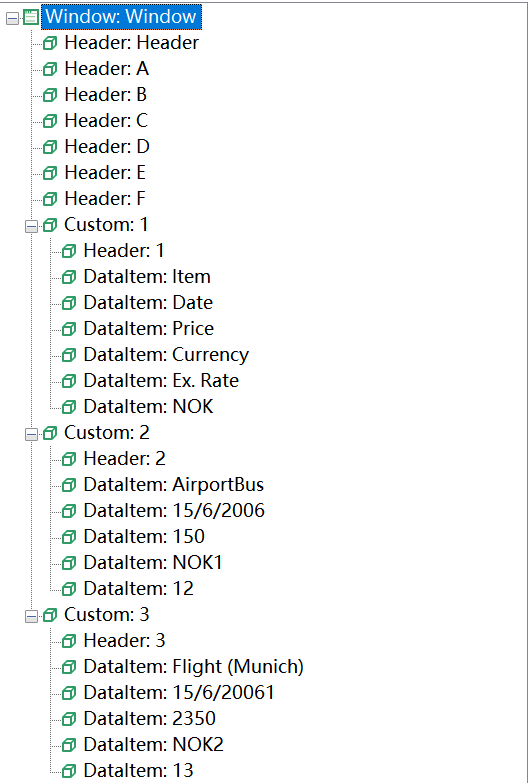 Window: Window
Header: Header
Header: A
Header: B
Header: C
Header: D
Header: E
Header: F
Custom: 1
Header: 1
DataItem: Item
DataItem: Date
DataItem: Price
DataItem: Currency
DataItem: Ex. Rate
DataItem: NOK
Custom: 2
Header: 2
DataItem: AirportBus
DataItem: 15/6/2006
DataItem: 150
DataItem: NOK1
DataItem: 12
Custom: 3
Header: 3
DataItem: Flight (Munich)
DataItem: 15/6/20061
DataItem: 2350
DataItem: NOK2
DataItem: 13